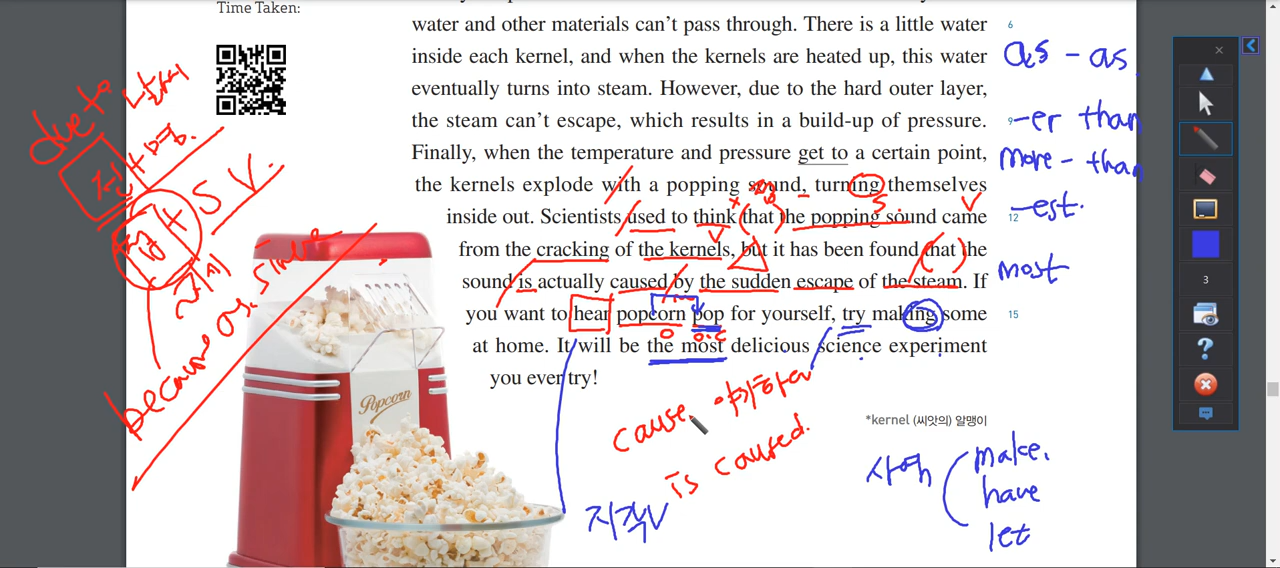 Time Taken:
water and other materials can't pass through. There is a little water
6
inside each kernel, and when the kernels are heated up, this water
eventually turns into steam. However, due to the hard outer layer,
the steam can't escape, which results in a build-up of pressure.
9
Finally, when the temperature and pressure get to a certain point,
the kernels explode with a popping sound, turning themselves
inside out. Scientists used to think that the popping sound came
12
from the cracking of the kernels, but it has been found that the
sound is actually caused by the sudden escape of the steam. If
you want to hear popcorn pop for yourself, try making some
15
at home. It will be the most delicious science experiment
you ever try!
*kernel (씨앗의) 알맹이
Popcorn
due to
S V.
because as. since
S.
V
V
O O.C
cause. 야기하다
is caused.
지각V
사역
make.
have
let
as - as.
-er than
more - than
-est.
most
3